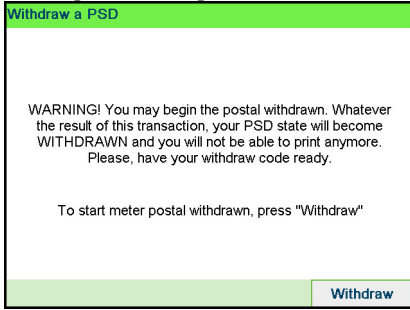 Withdraw a PSD
WARNING! You may begin the postal withdrawn. Whatever
the result of this transaction, your PSD state will become
WITHDRAWN and you will not be able to print anymore.
Please, have your withdraw code ready.
To start meter postal withdrawn, press "Withdraw"
Withdraw